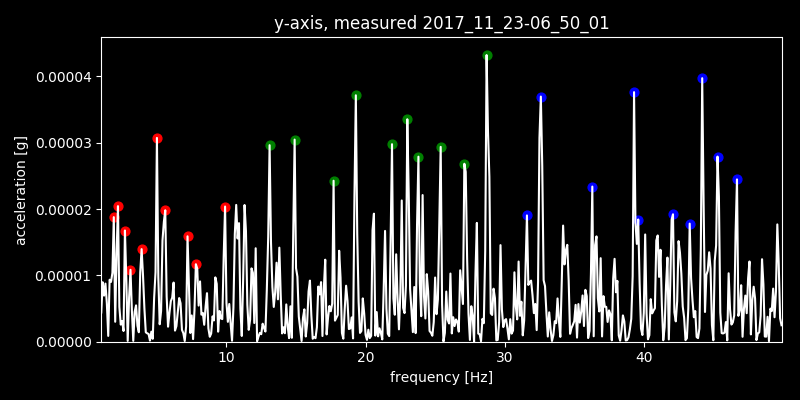 y-axis, measured 2017_11_23-06_50_01
acceleration [g]
0.00004
0.00003
0.00002
0.00001
0.00000
10 20 30 40
frequency [Hz]